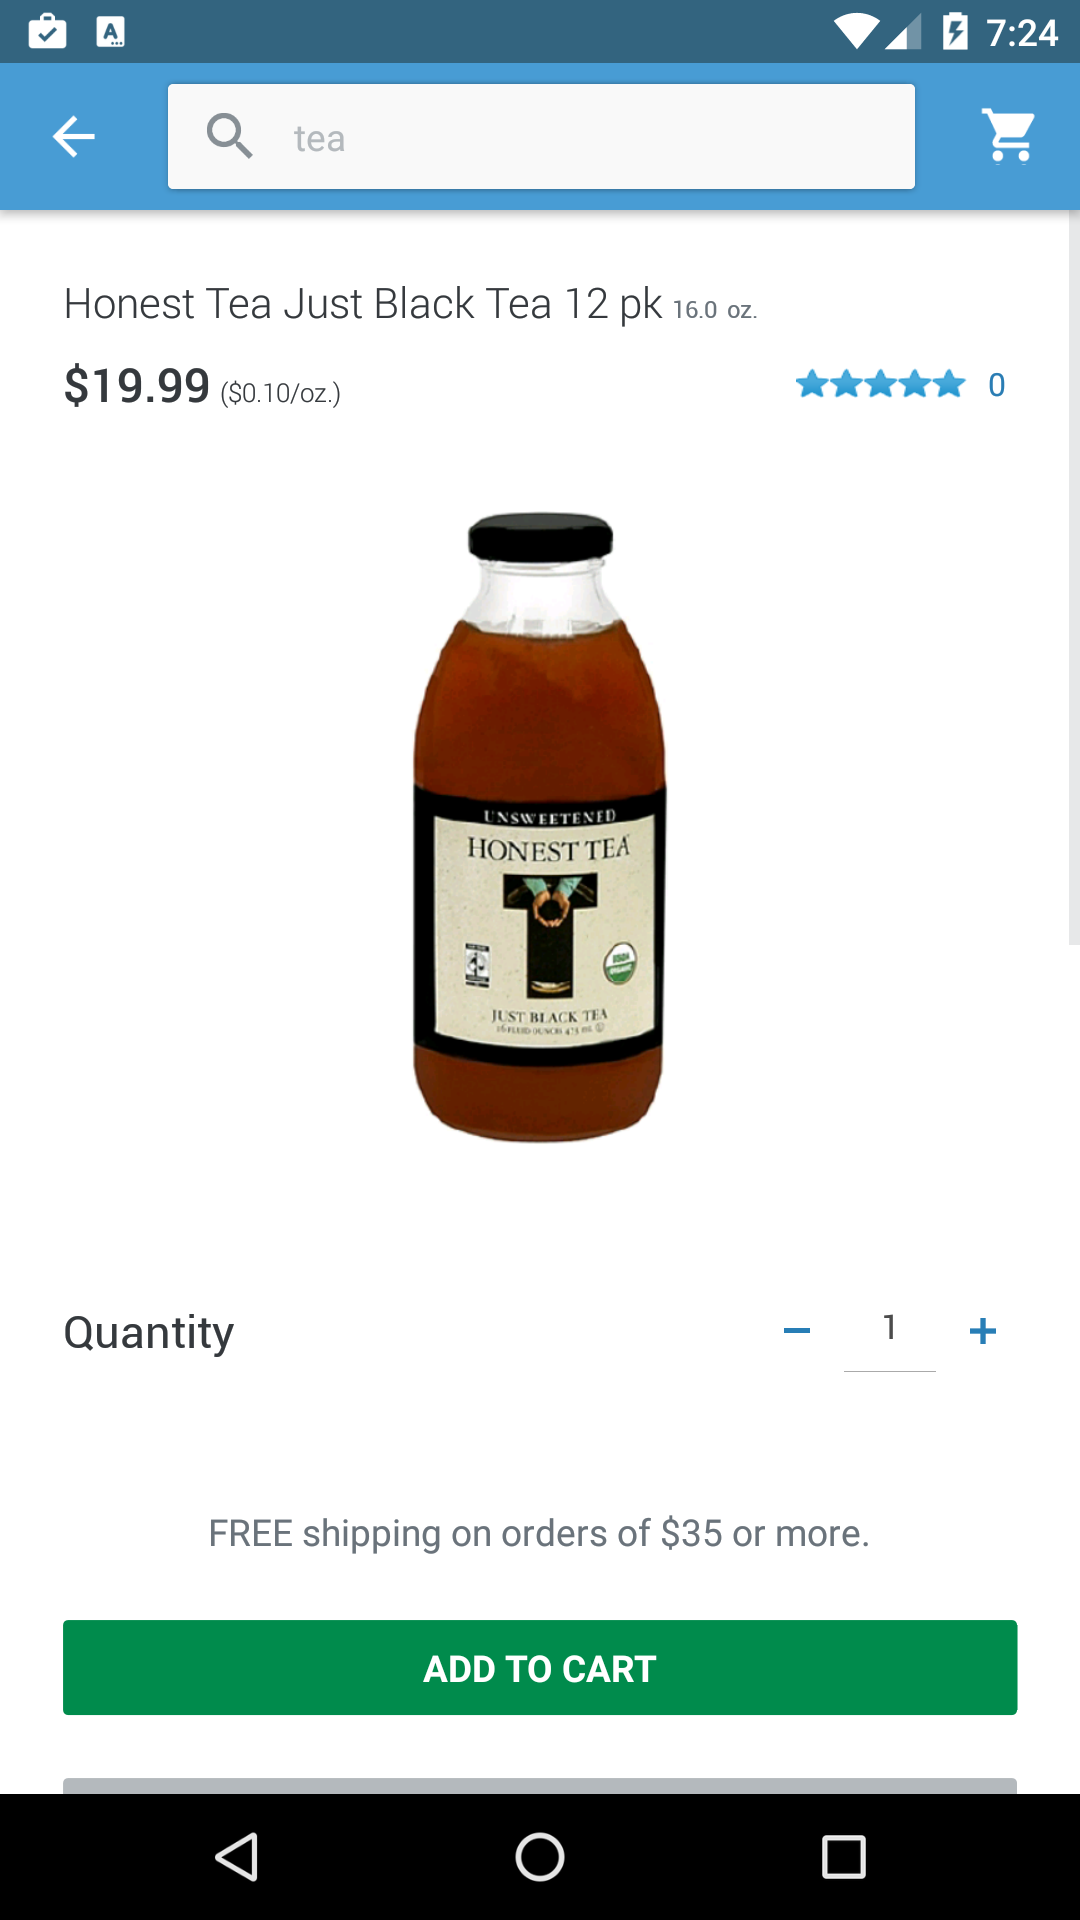 7:24
tea
Honest Tea Just Black Tea 12 pk 16.0 oz.
$19.99 ($0.10/oz.)
0
UNSWEETENED
HONEST TEA
USDA
ORGANIC
JUST BLACK TEA
Quantity
1
FREE shipping on orders of $35 or more.
ADD TO CART